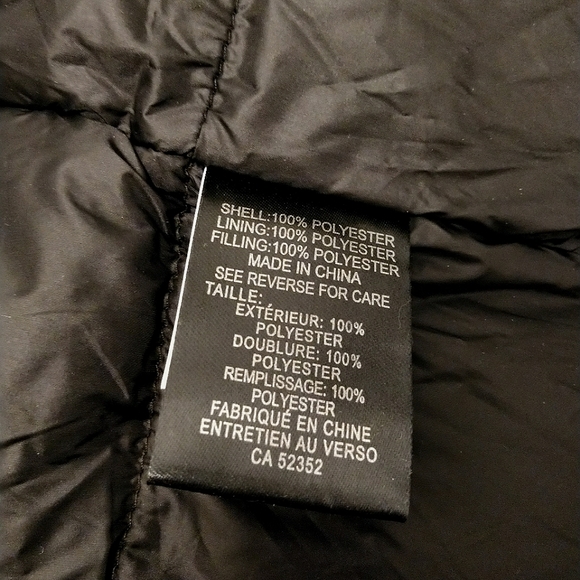 SHELL:100% POLYESTER
LINING:100% POLYESTER
FILLING:100% POLYESTER
MADE IN CHINA
SEE REVERSE FOR CARE
TAILLE:
EXTÉRIEUR: 100%
POLYESTER
DOUBLURE: 100%
POLYESTER
REMPLISSAGE: 100%
POLYESTER
FABRIQUÉ EN CHINE
ENTRETIEN AU VERSO
CA 52352